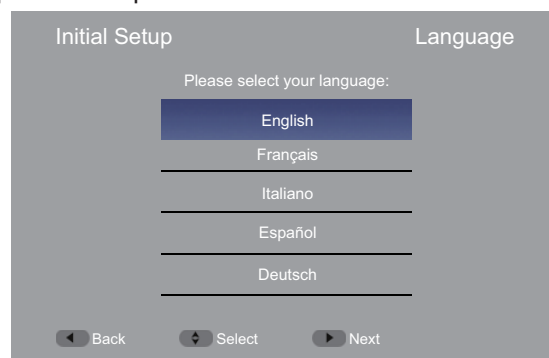 Initial Setup Language
Please select your language:
English
Français
Italiano
Español
Deutsch
Back Select Next